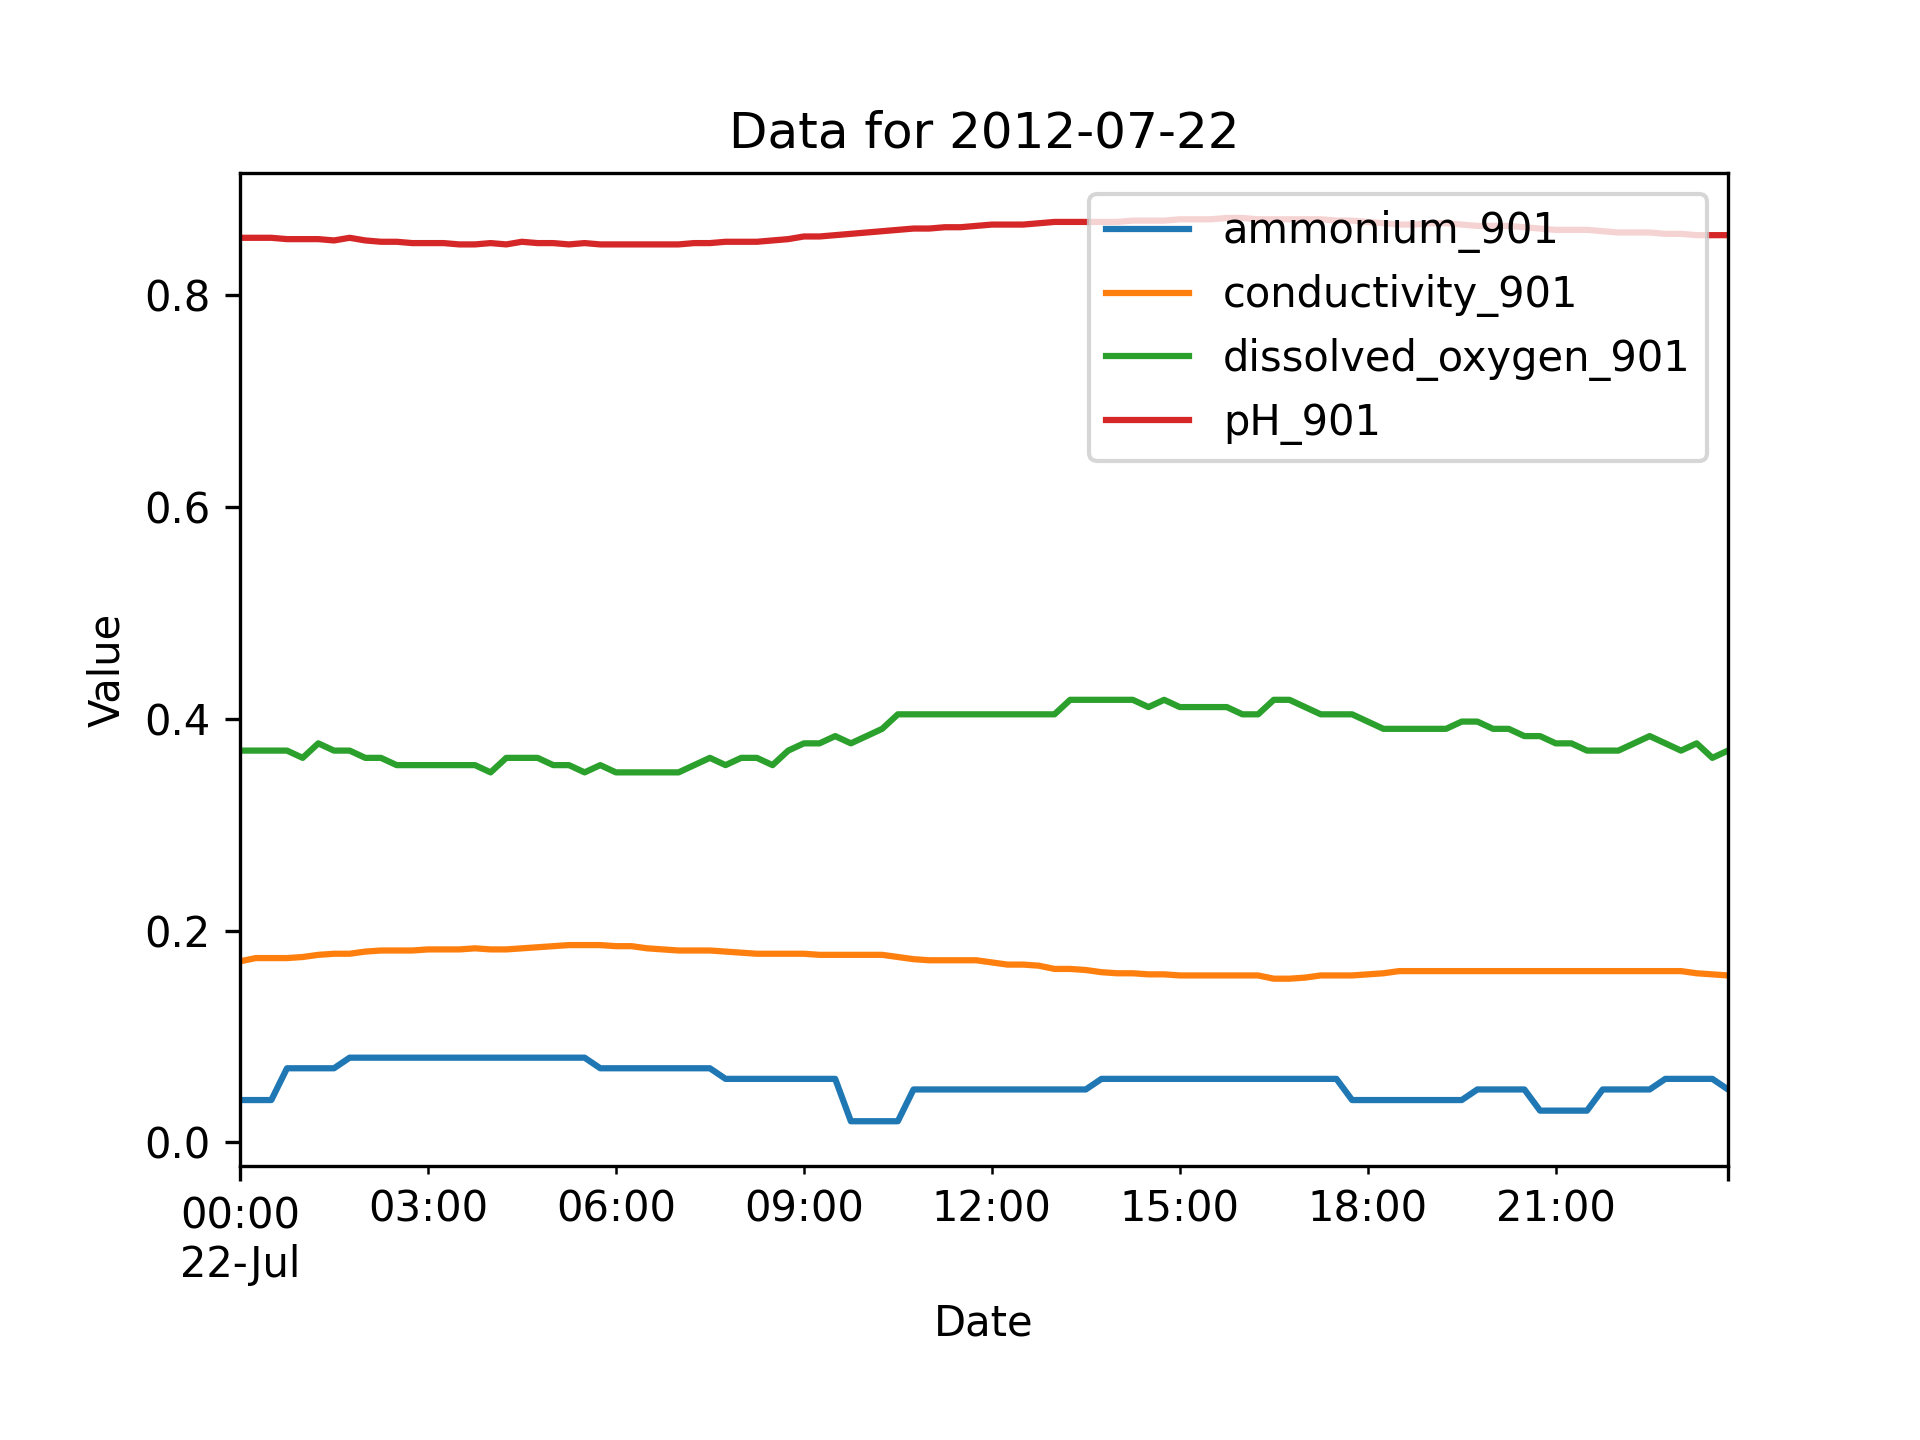 Data for 2012-07-22
ammonium_901
conductivity_901
dissolved_oxygen_901
pH_901
Value
0.8
0.6
0.4
0.2
0.0
00:00 03:00 06:00 09:00 12:00 15:00 18:00 21:00
22-Jul
Date